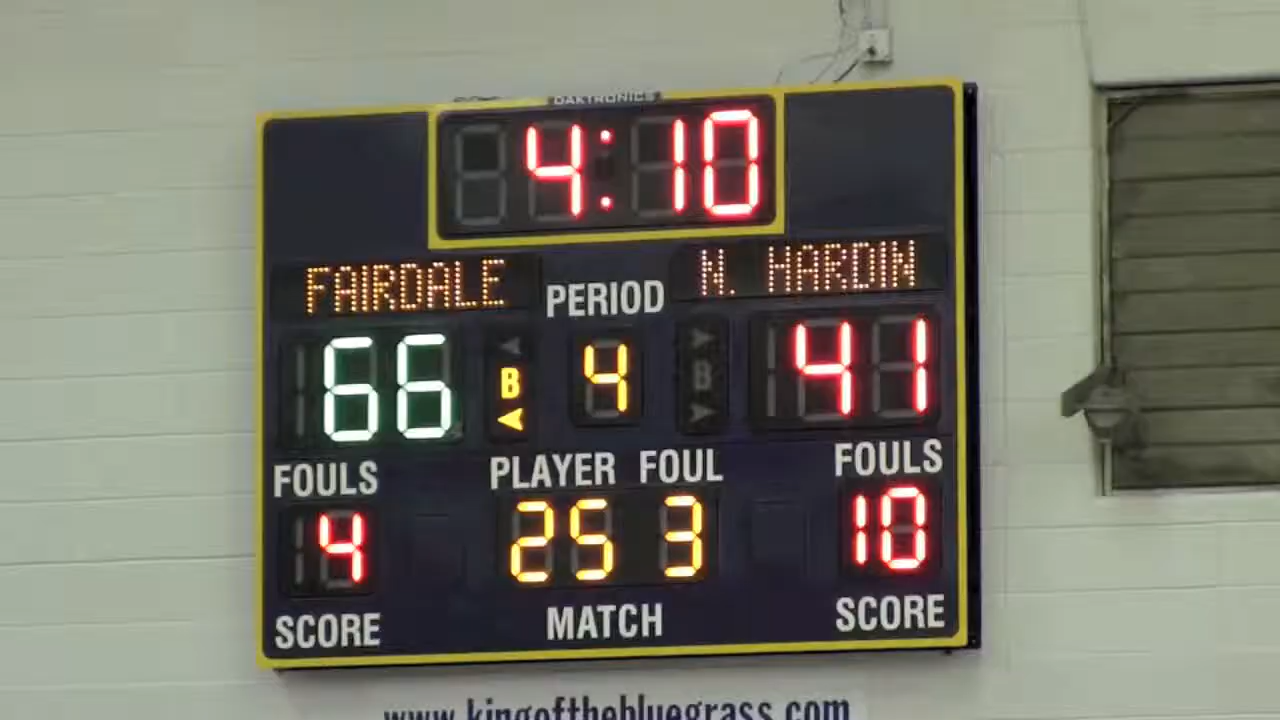 DAKTRONICS
4:10
FAIRDALE PERIOD N. HARDIN
66 B 4 B 41
FOULS PLAYER FOUL FOULS
4 25 3 10
SCORE MATCH SCORE
www.kingofthebluegrass.com